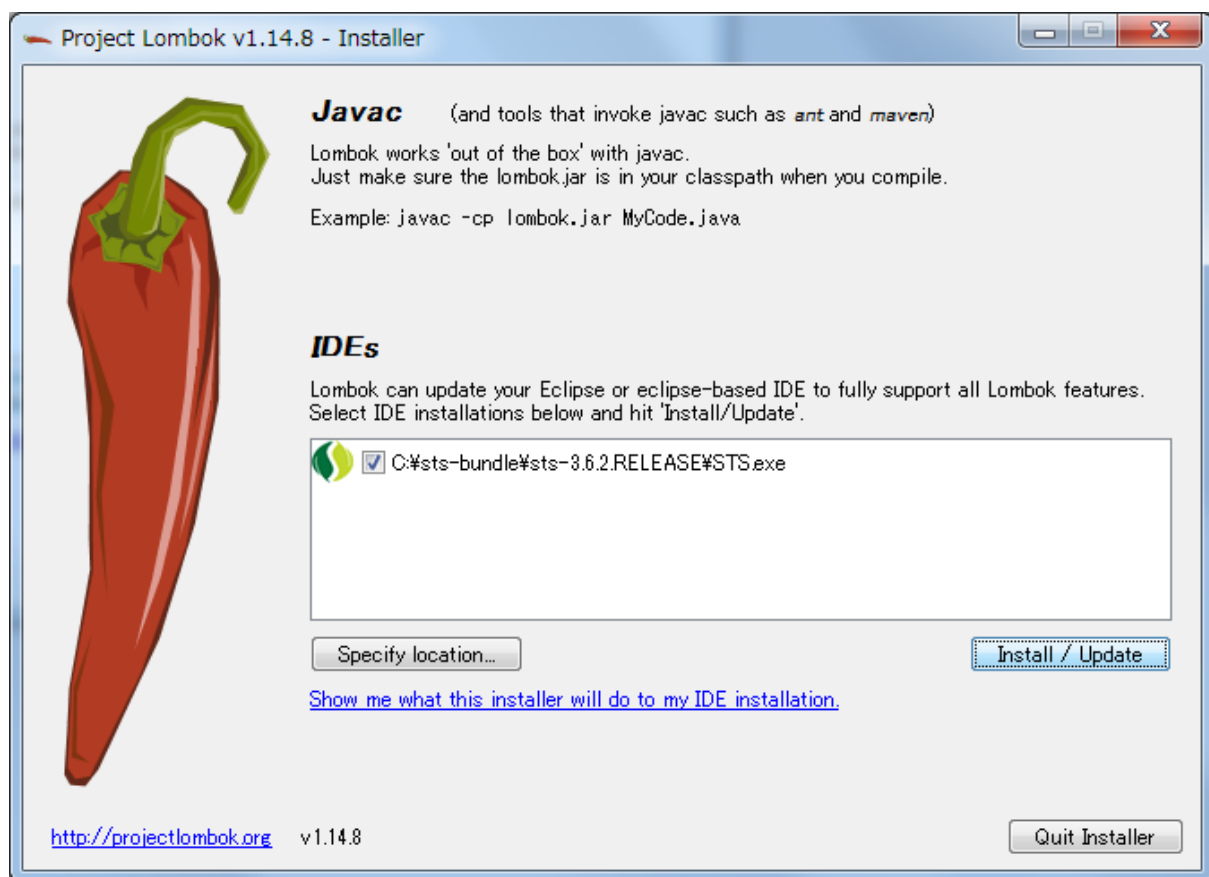 Project Lombok v1.14.8 - Installer
Javac (and tools that invoke javac such as ant and maven)
Lombok works 'out of the box' with javac.
Just make sure the lombok.jar is in your classpath when you compile.
Example: javac -cp lombok.jar MyCode.java
IDEs
Lombok can update your Eclipse or eclipse-based IDE to fully support all Lombok features.
Select IDE installations below and hit 'Install/Update'.
C:¥sts-bundle¥sts-3.6.2.RELEASE¥STS.exe
Specify location...
Install / Update
Show me what this installer will do to my IDE installation.
http://projectlombok.org v1.14.8
Quit Installer